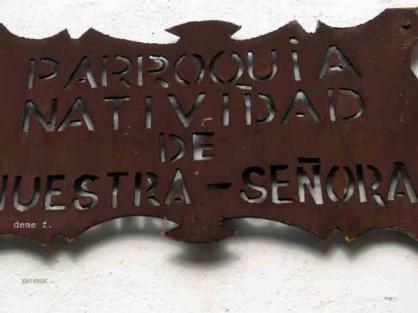 PARROQUiA
NATIVIDAD
DE
NUESTRA-SEÑORA
deme f.